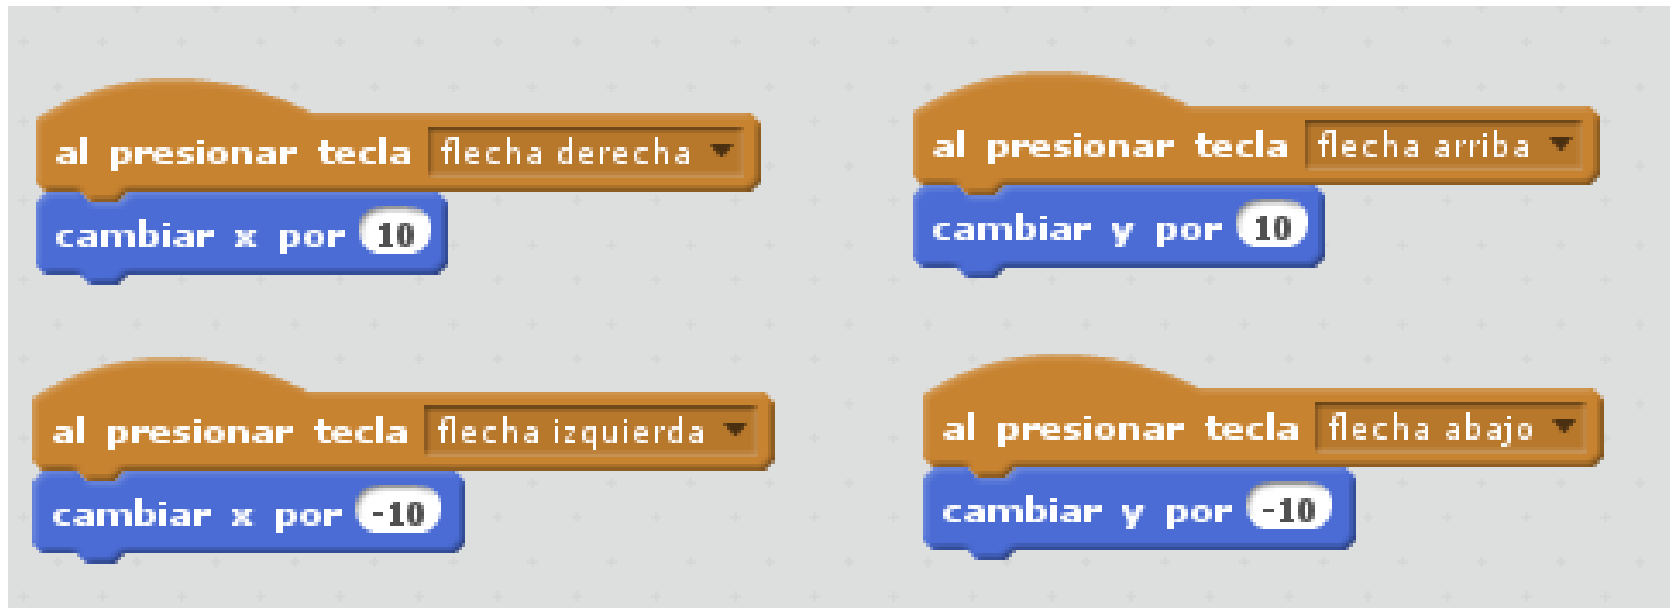 al presionar tecla flecha derecha
cambiar x por 10
al presionar tecla flecha arriba
cambiar y por 10
al presionar tecla flecha izquierda
cambiar x por -10
al presionar tecla flecha abajo
cambiar y por -10